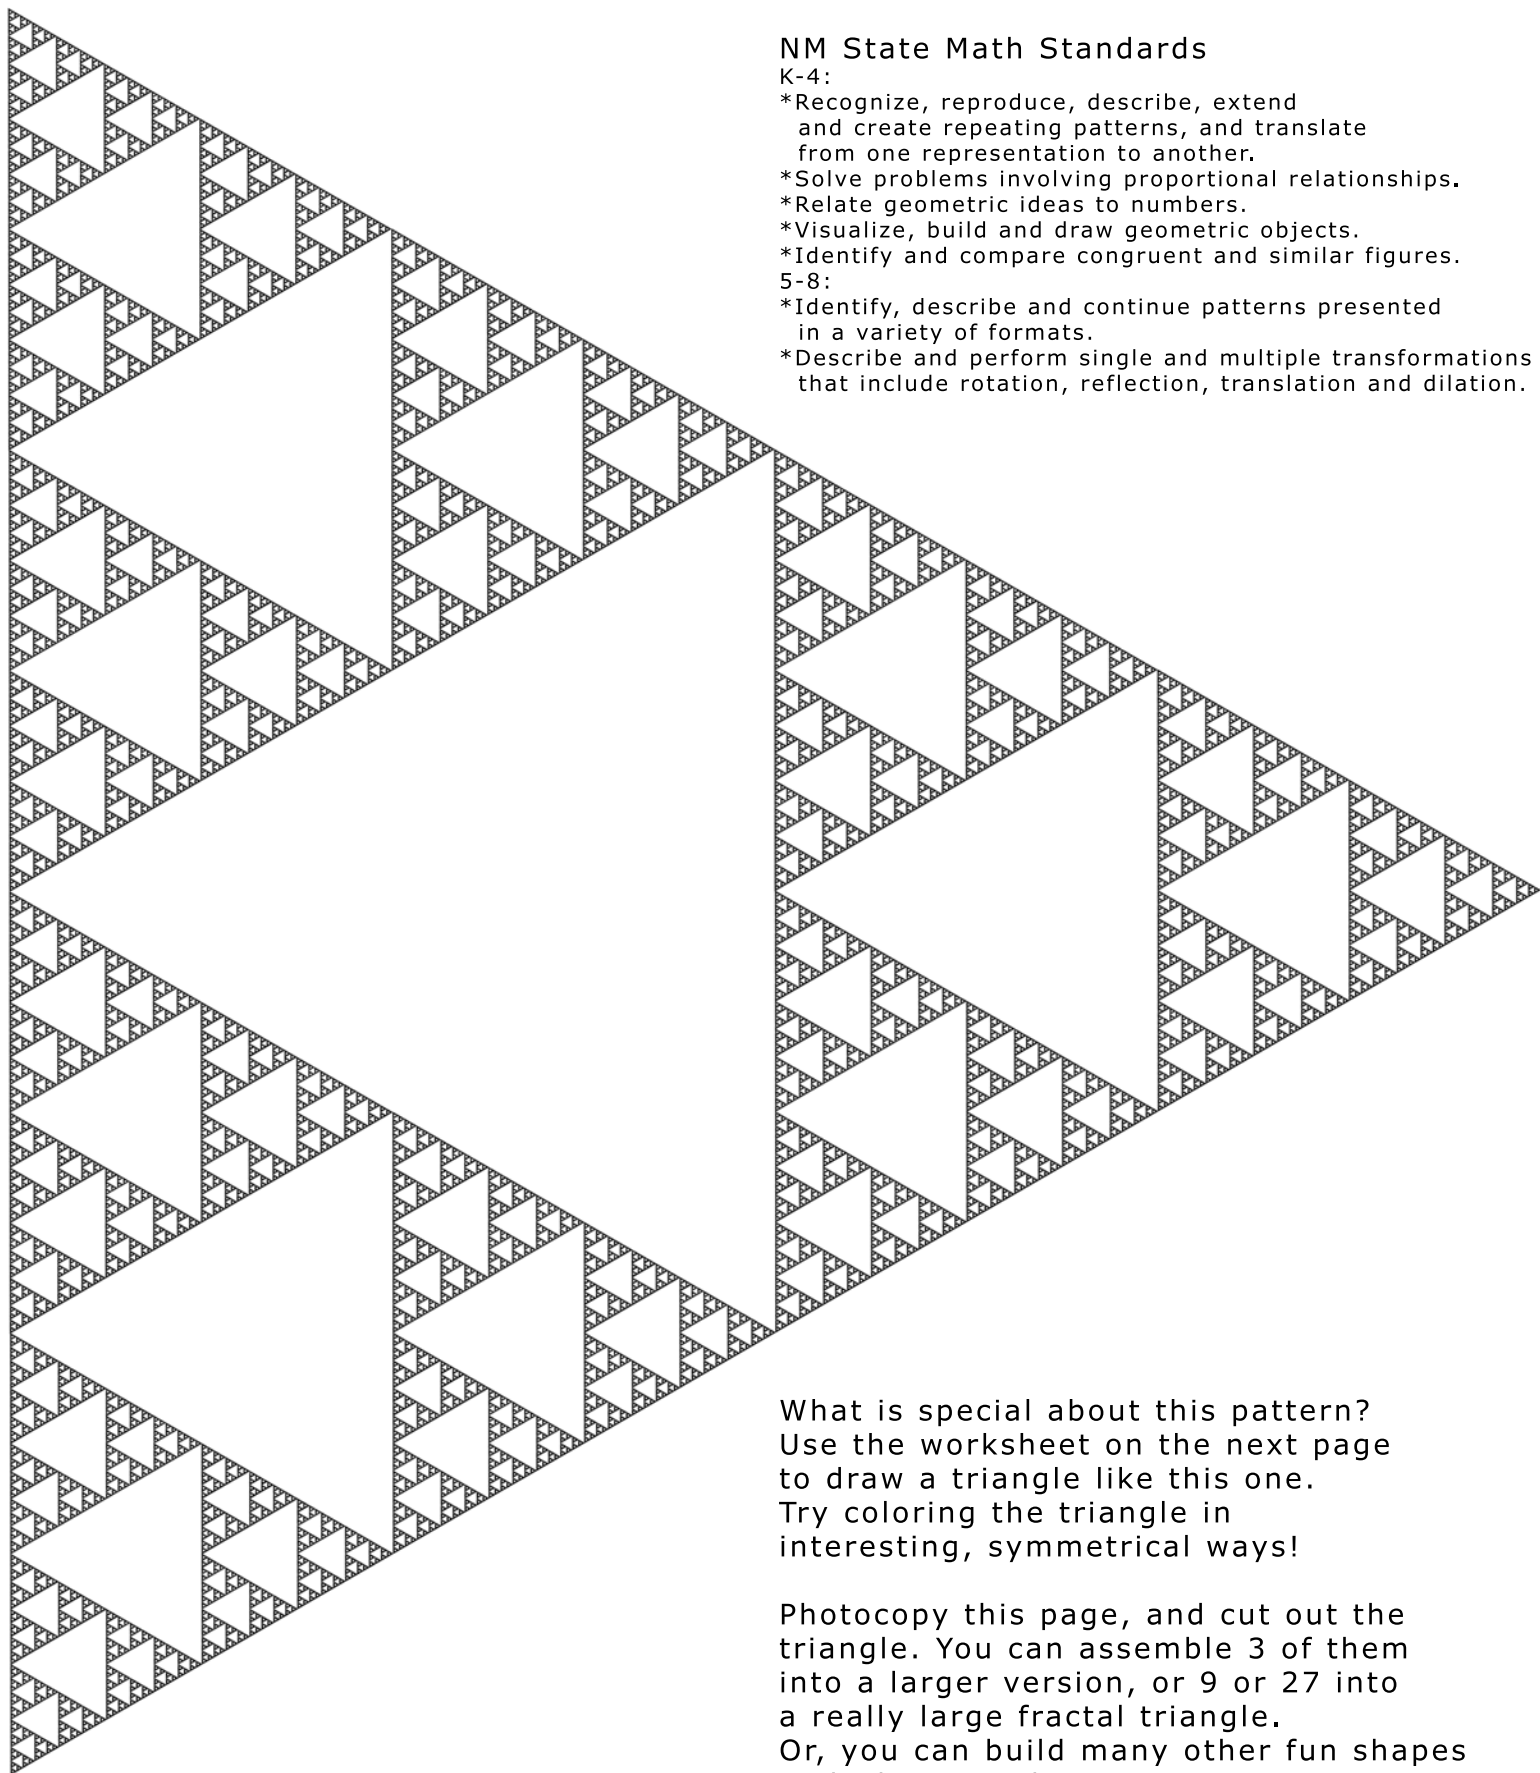 NM State Math Standards
K-4:
*Recognize, reproduce, describe, extend
and create repeating patterns, and translate
from one representation to another.
*Solve problems involving proportional relationships.
*Relate geometric ideas to numbers.
*Visualize, build and draw geometric objects.
*Identify and compare congruent and similar figures.
5-8:
*Identify, describe and continue patterns presented
in a variety of formats.
*Describe and perform single and multiple transformations
that include rotation, reflection, translation and dilation.
What is special about this pattern?
Use the worksheet on the next page
to draw a triangle like this one.
Try coloring the triangle in
interesting, symmetrical ways!
Photocopy this page, and cut out the
triangle. You can assemble 3 of them
into a larger version, or 9 or 27 into
a really large fractal triangle.
Or, you can build many other fun shapes